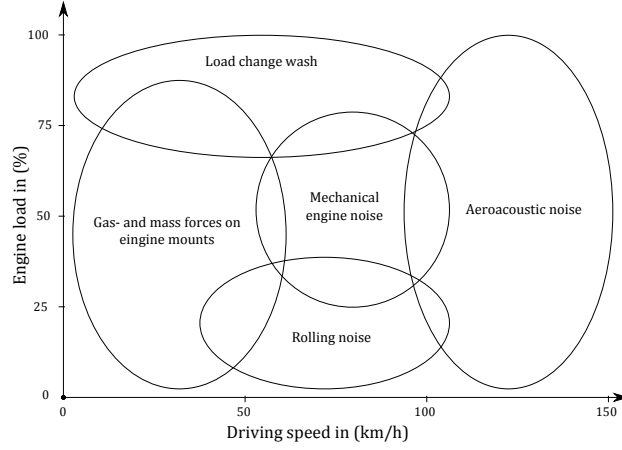 100
Load change wash
75
Mechanical
engine noise
Gas- and mass forces on
eingine mounts
Aeroacoustic noise
50
Engine load in (%)
25
Rolling noise
0
0
50
100
150
Driving speed in (km/h)